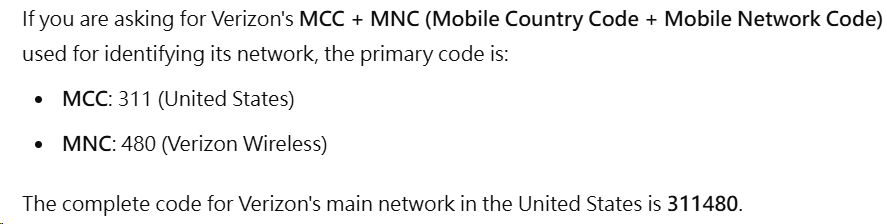 If you are asking for Verizon's MCC + MNC (Mobile Country Code + Mobile Network Code)
used for identifying its network, the primary code is:
• MCC: 311 (United States)
• MNC: 480 (Verizon Wireless)
The complete code for Verizon's main network in the United States is 311480.